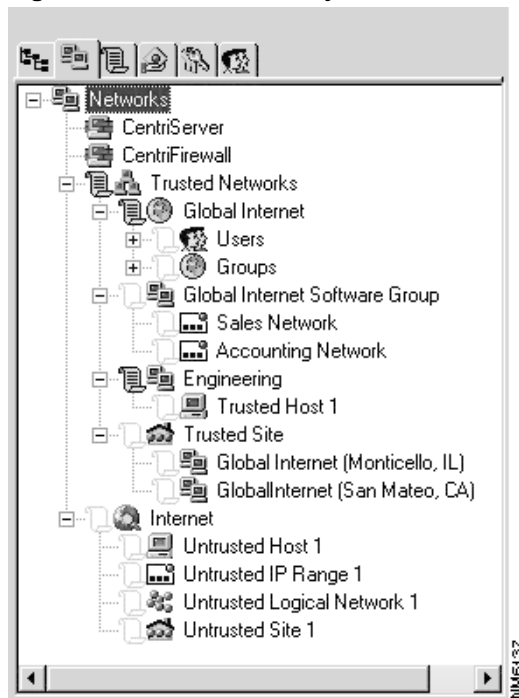 Networks
CentriServer
CentriFirewall
Trusted Networks
Global Internet
Users
Groups
Global Internet Software Group
Sales Network
Accounting Network
Engineering
Trusted Host 1
Trusted Site
Global Internet (Monticello, IL)
GlobalInternet (San Mateo, CA)
Internet
Untrusted Host 1
Untrusted IP Range 1
Untrusted Logical Network 1
Untrusted Site 1